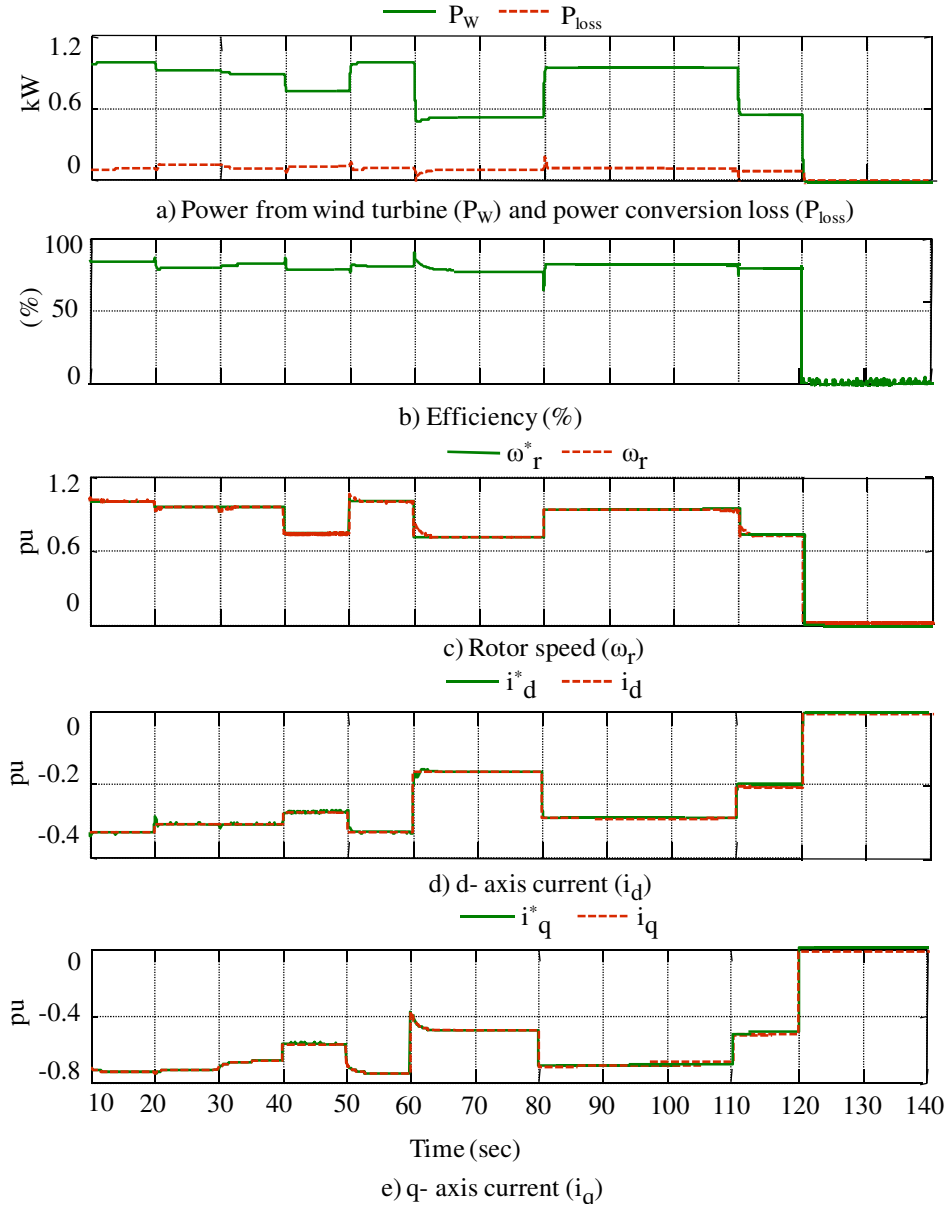 P_W P_loss
1.2
0.6
0
kW
a) Power from wind turbine (P_W) and power conversion loss (P_loss)
100
50
0
(%)
b) Efficiency (%)
ω*_r ω_r
1.2
0.6
0
pu
c) Rotor speed (ω_r)
i*_d i_d
0
-0.2
-0.4
pu
d) d- axis current (i_d)
i*_q i_q
0
-0.4
-0.8
pu
10 20 30 40 50 60 70 80 90 100 110 120 130 140
Time (sec)
e) q- axis current (i_q)